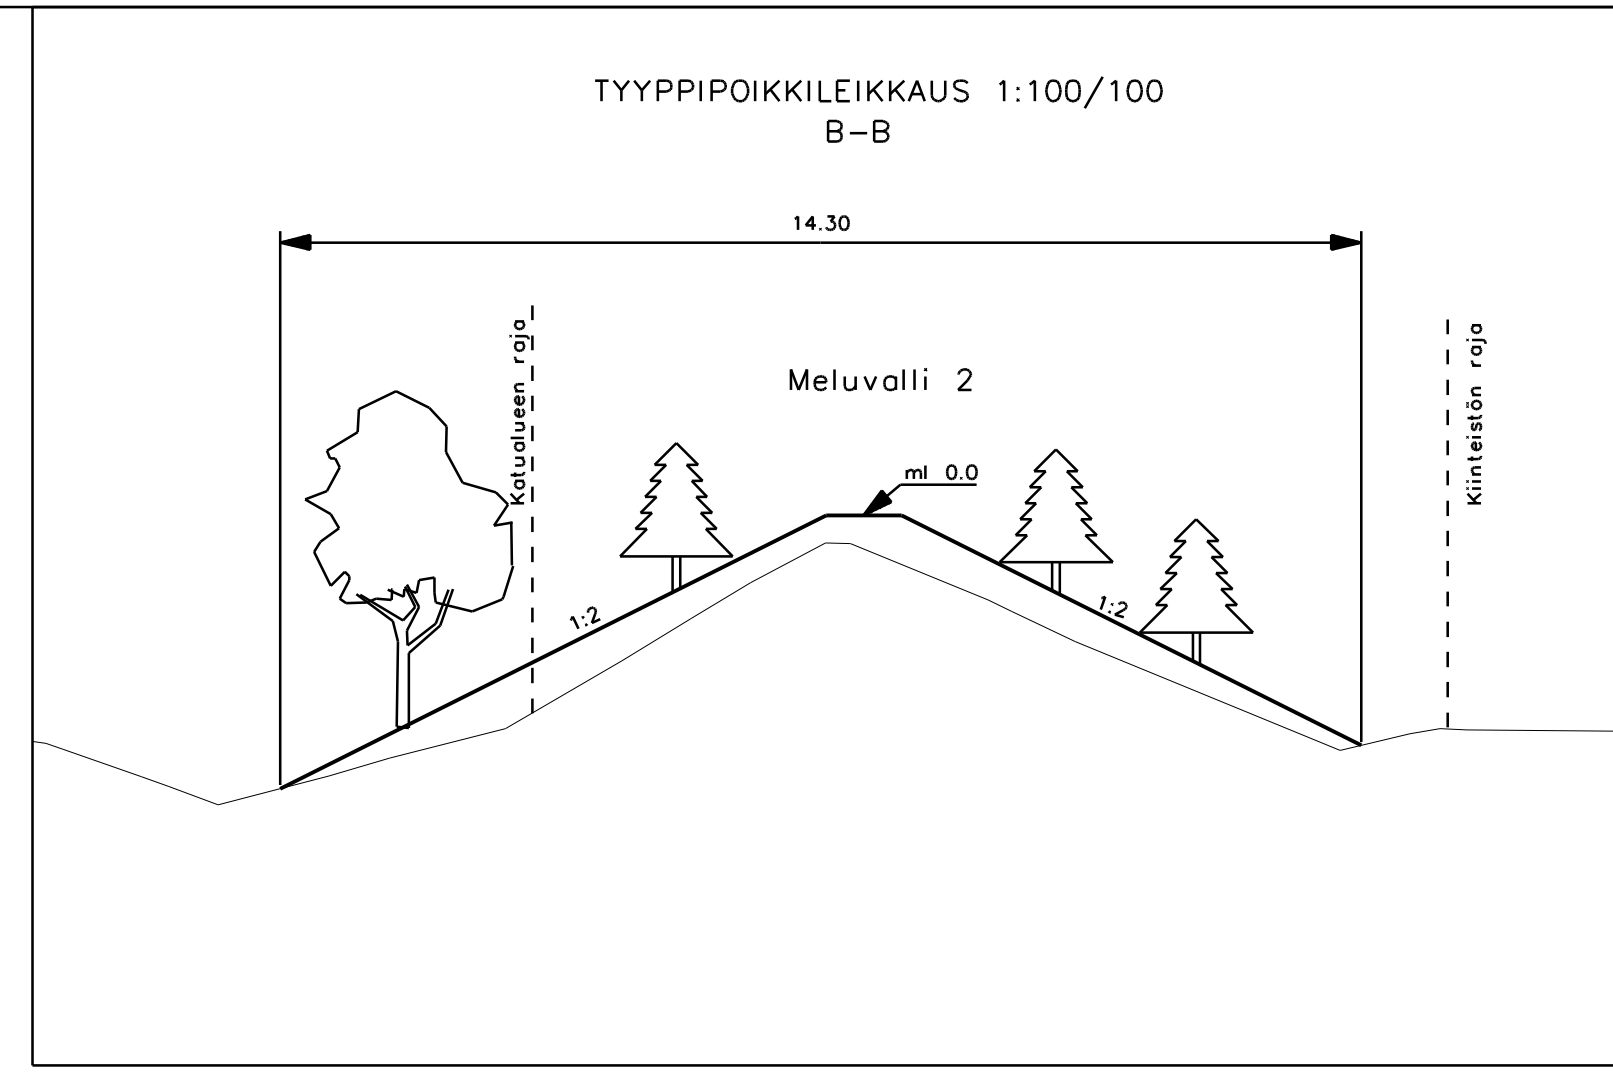 TYYPPIPOIKKILEIKKAUS 1:100/100
B-B
14.30
Katualueen raja
Kiinteistön raja
Meluvalli 2
ml 0.0
1:2
1:2